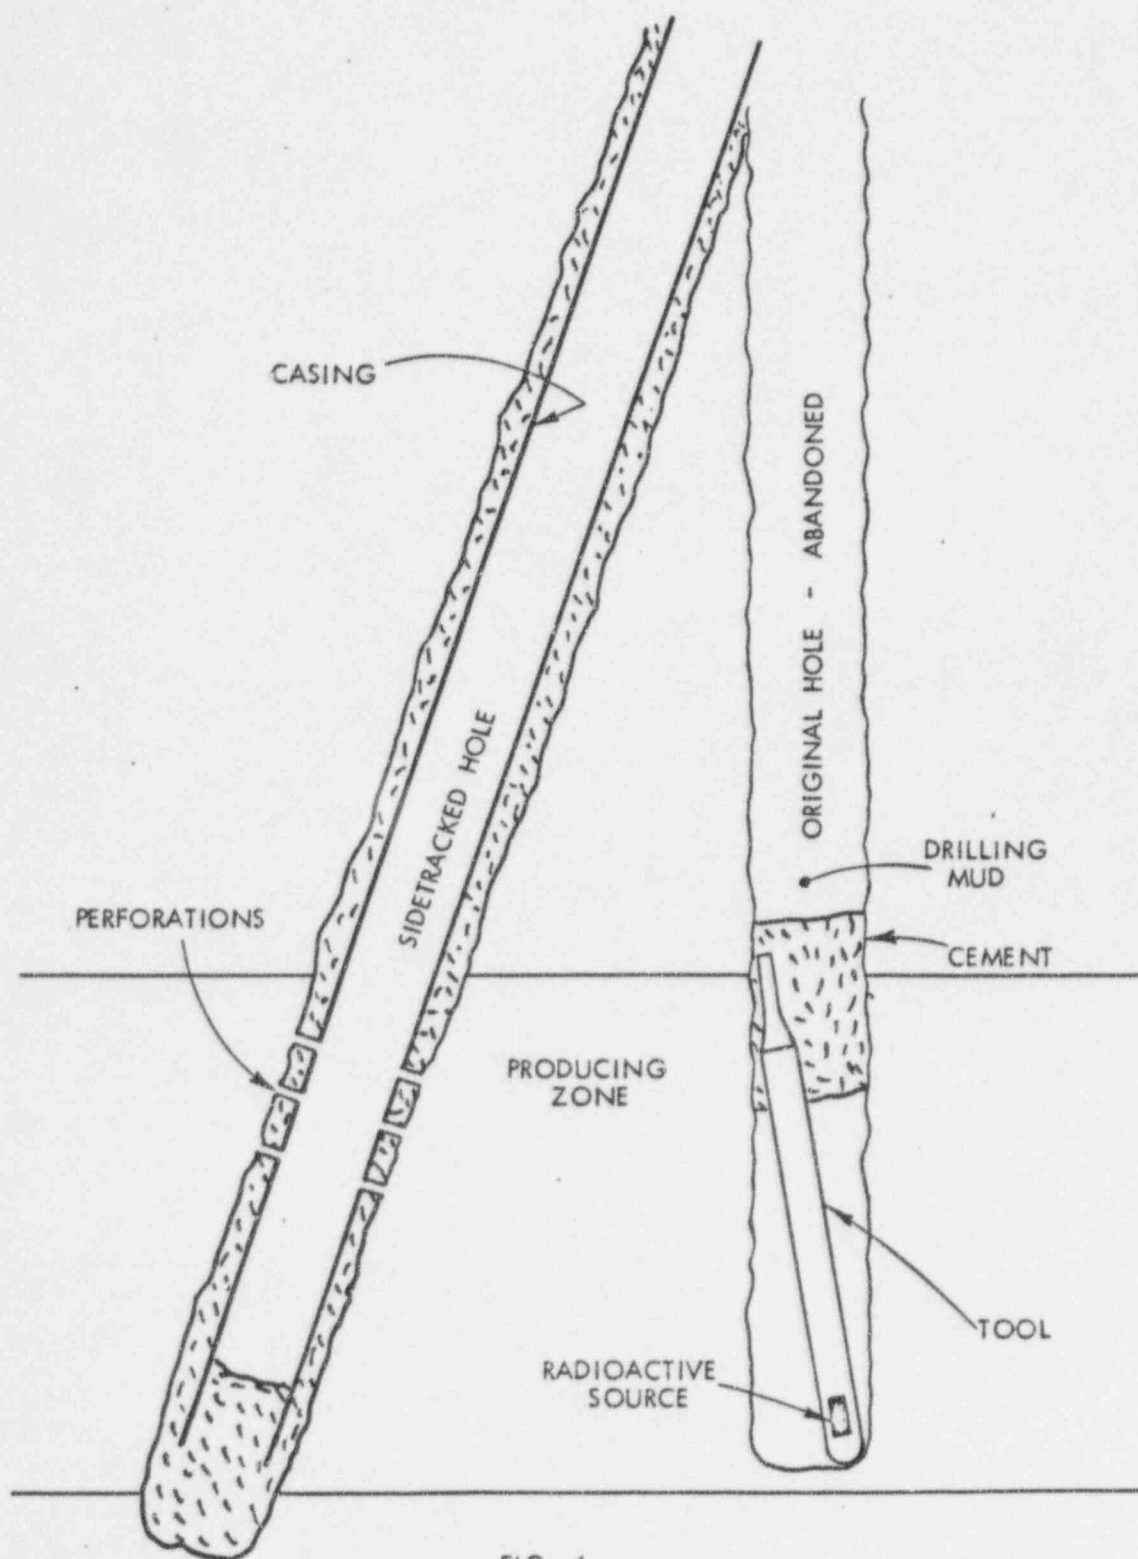 CASING
ORIGINAL HOLE - ABANDONED
SIDETRACKED HOLE
DRILLING
MUD
PERFORATIONS
CEMENT
PRODUCING
ZONE
TOOL
RADIOACTIVE
SOURCE